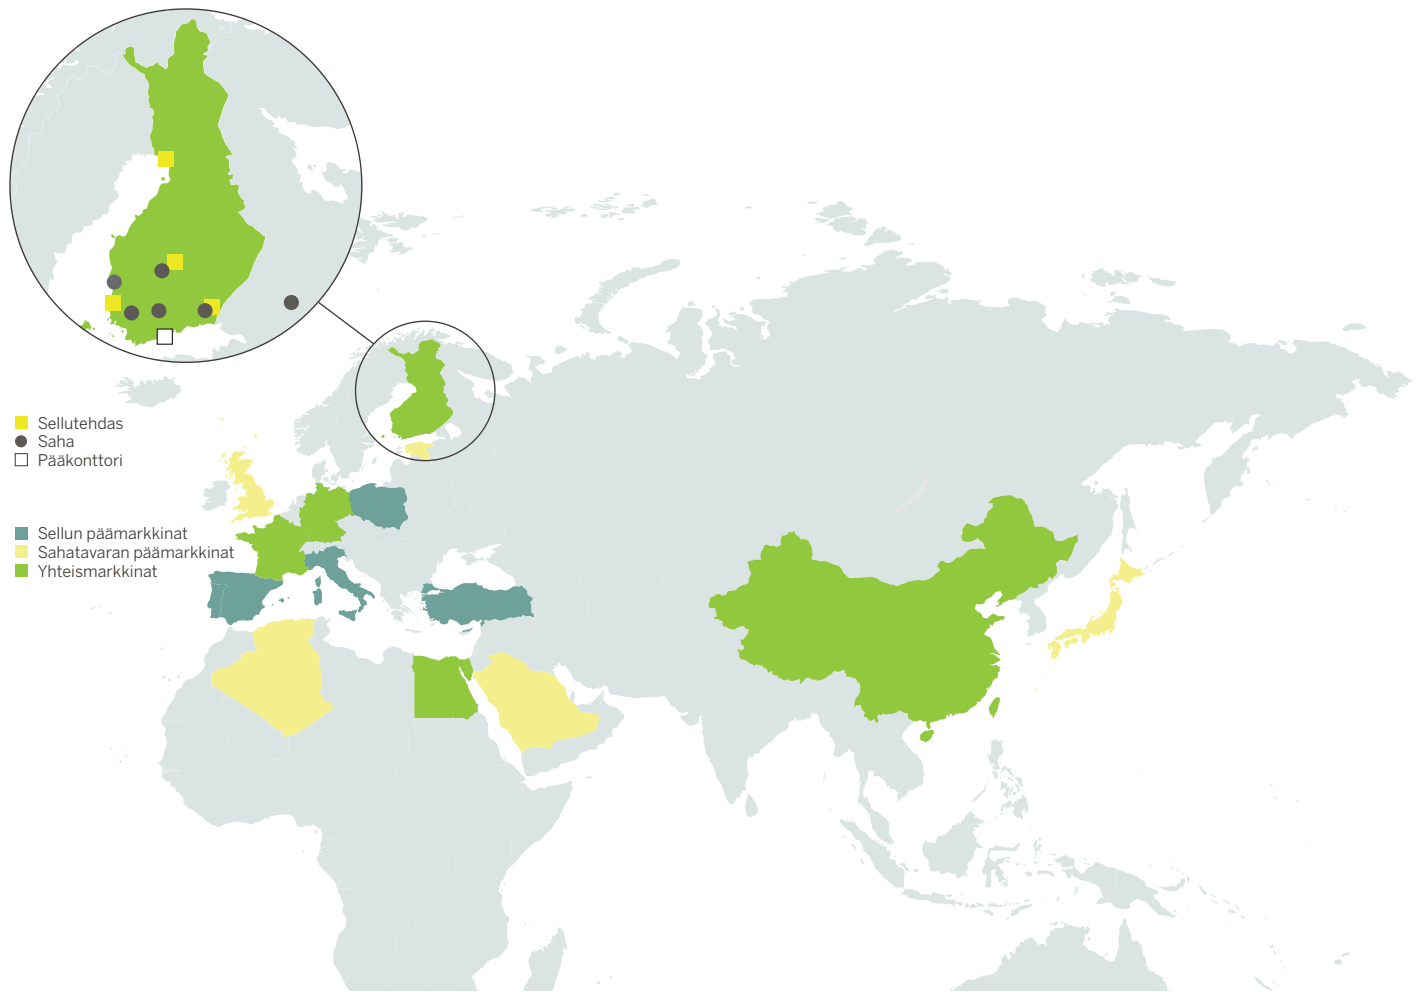 Sellutehdas
Saha
Pääkonttori
Sellun päämarkkinat
Sahatavaran päämarkkinat
Yhteismarkkinat